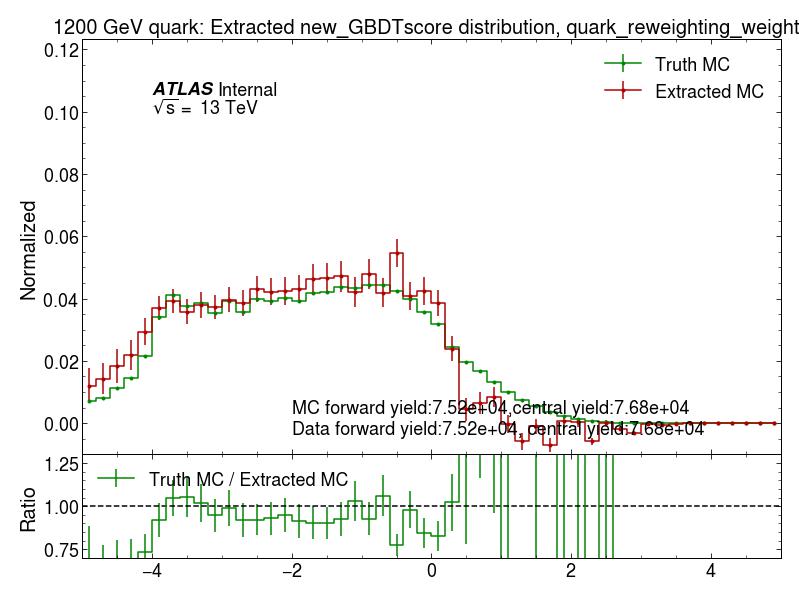 1200 GeV quark: Extracted new_GBDTscore distribution, quark_reweighting_weight
0.12
0.10
0.08
0.06
0.04
0.02
0.00
Normalized
ATLAS Internal
√s = 13 TeV
Truth MC
Extracted MC
MC forward yield:7.52e+04,central yield:7.68e+04
Data forward yield:7.52e+04, central yield:7.68e+04
1.25
1.00
0.75
Ratio
Truth MC / Extracted MC
−4
−2
0
2
4